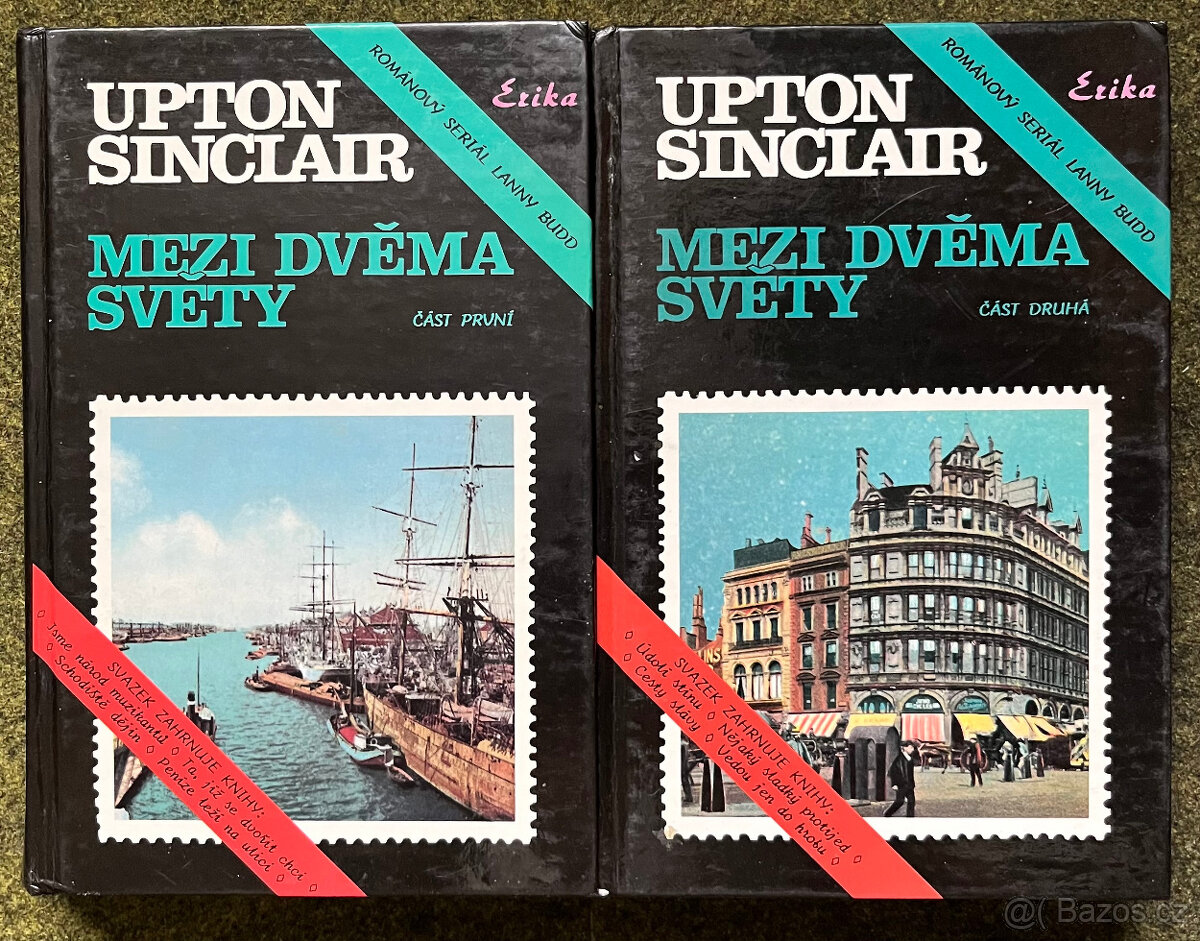 UPTON
SINCLAIR
Erika
ROMÁNOVÝ SERIÁL LANNY BUDD
MEZI DVĚMA
SVĚTY
ČÁST PRVNÍ
SVAZEK ZAHRNUJE KNIHY:
◊ Jsme národ muzikantů ◊ Ta, jíž se dvořit chci
◊ Schodiště dějin ◊ Peníze leží na ulici ◊
UPTON
SINCLAIR
Erika
ROMÁNOVÝ SERIÁL LANNY BUDD
MEZI DVĚMA
SVĚTY
ČÁST DRUHÁ
SVAZEK ZAHRNUJE KNIHY:
◊ Údolí stínu ◊ Nějaký sladký protijed ◊
◊ Cesty slávy ◊ Vedou jen do hrobu ◊
@( Bazos.cz